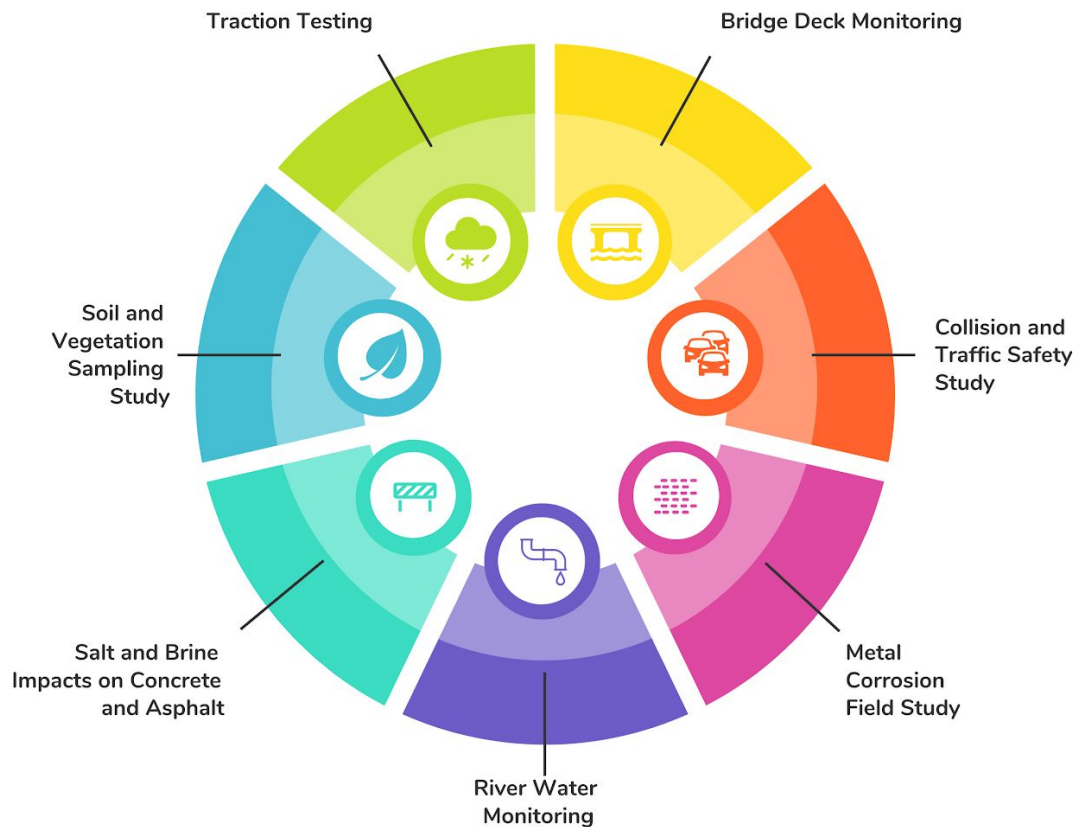 Traction Testing
Bridge Deck Monitoring
Soil and
Vegetation
Sampling
Study
Collision and
Traffic Safety
Study
Salt and Brine
Impacts on Concrete
and Asphalt
Metal
Corrosion
Field Study
River Water
Monitoring